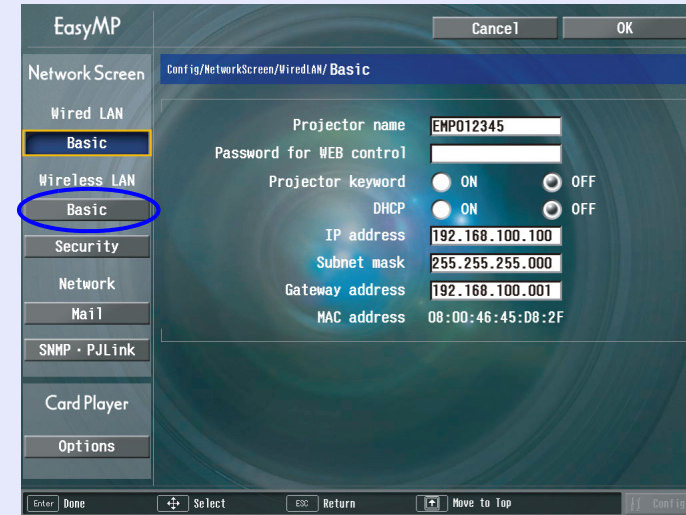 EasyMP
Cancel
OK
Network Screen
Config/NetworkScreen/WiredLAN/Basic
Wired LAN
Basic
Wireless LAN
Basic
Security
Network
Mail
SNMP・PJLink
Card Player
Options
Projector name EMP012345
Password for WEB control
Projector keyword ON OFF
DHCP ON OFF
IP address 192.168.100.100
Subnet mask 255.255.255.000
Gateway address 192.168.100.001
MAC address 08:00:46:45:D8:2F
Enter Done Select ESC Return Move to Top Config